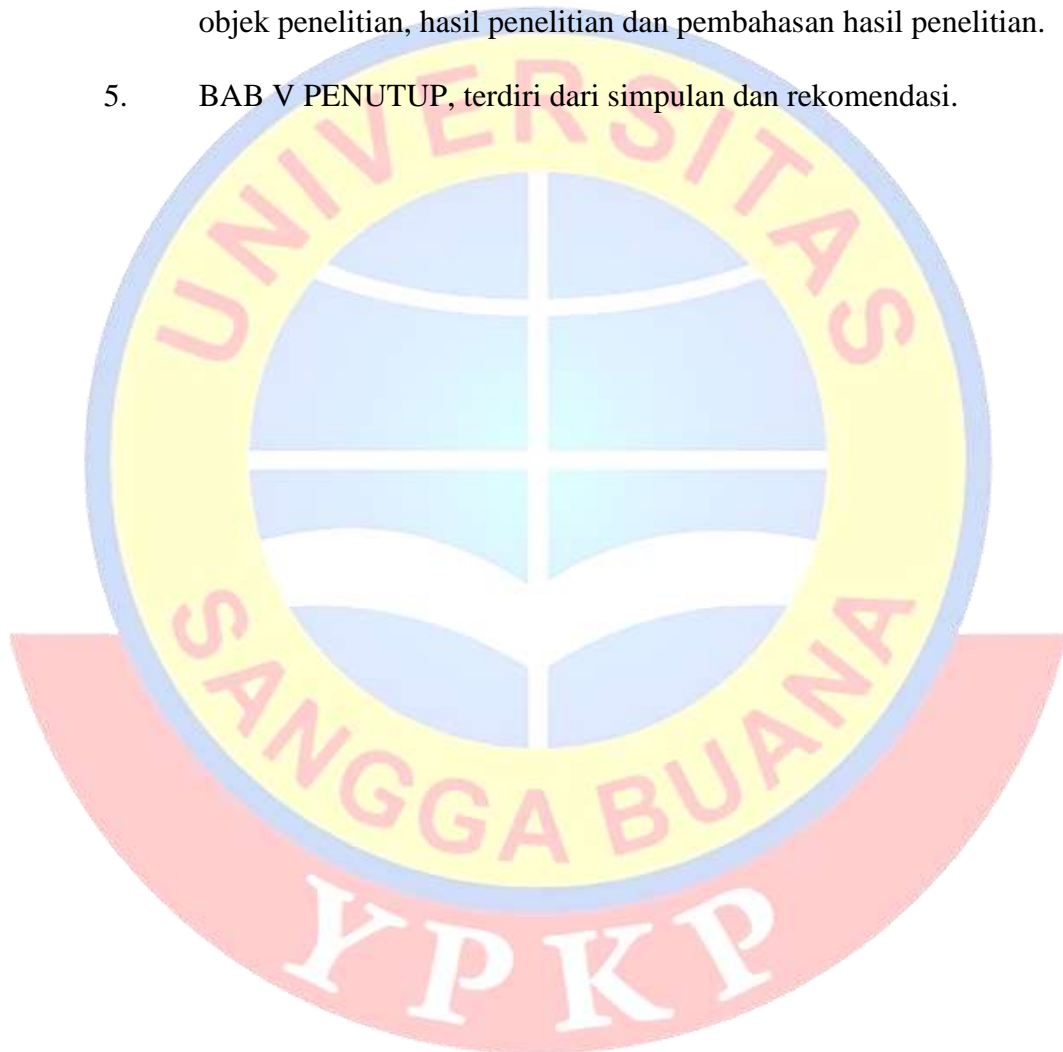 objek penelitian, hasil penelitian dan pembahasan hasil penelitian.
5. BAB V PENUTUP, terdiri dari simpulan dan rekomendasi.
UNIVERSITAS
SANGGA BUANA
YPKP